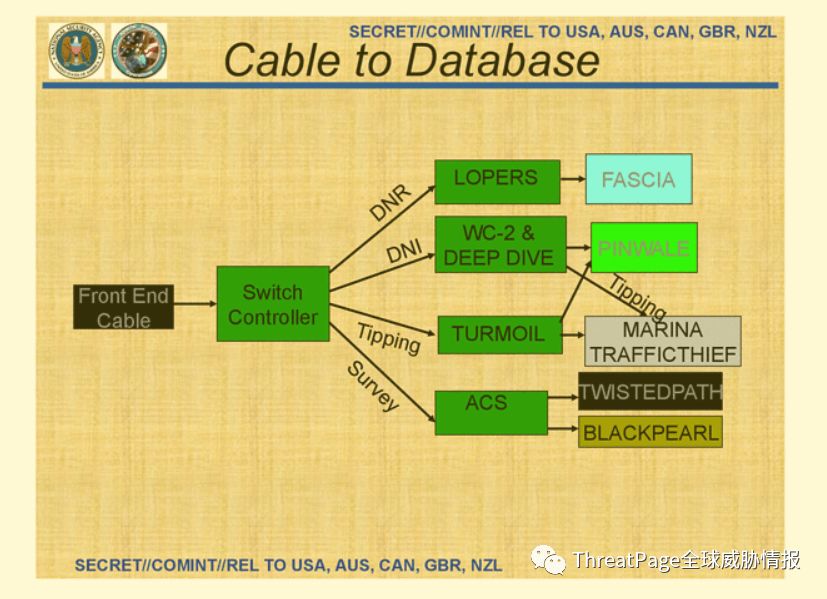 SECRET//COMINT//REL TO USA, AUS, CAN, GBR, NZL
Cable to Database
LOPERS
FASCIA
DNR
WC-2 &
DEEP DIVE
PINWALE
DNI
Tipping
Front End
Cable
Switch
Controller
TURMOIL
MARINA
TRAFFICTHIEF
Tipping
Survey
ACS
TWISTEDPATH
BLACKPEARL
SECRET//COMINT//REL TO USA, AUS, CAN, GBR, NZL
ThreatPage全球威胁情报